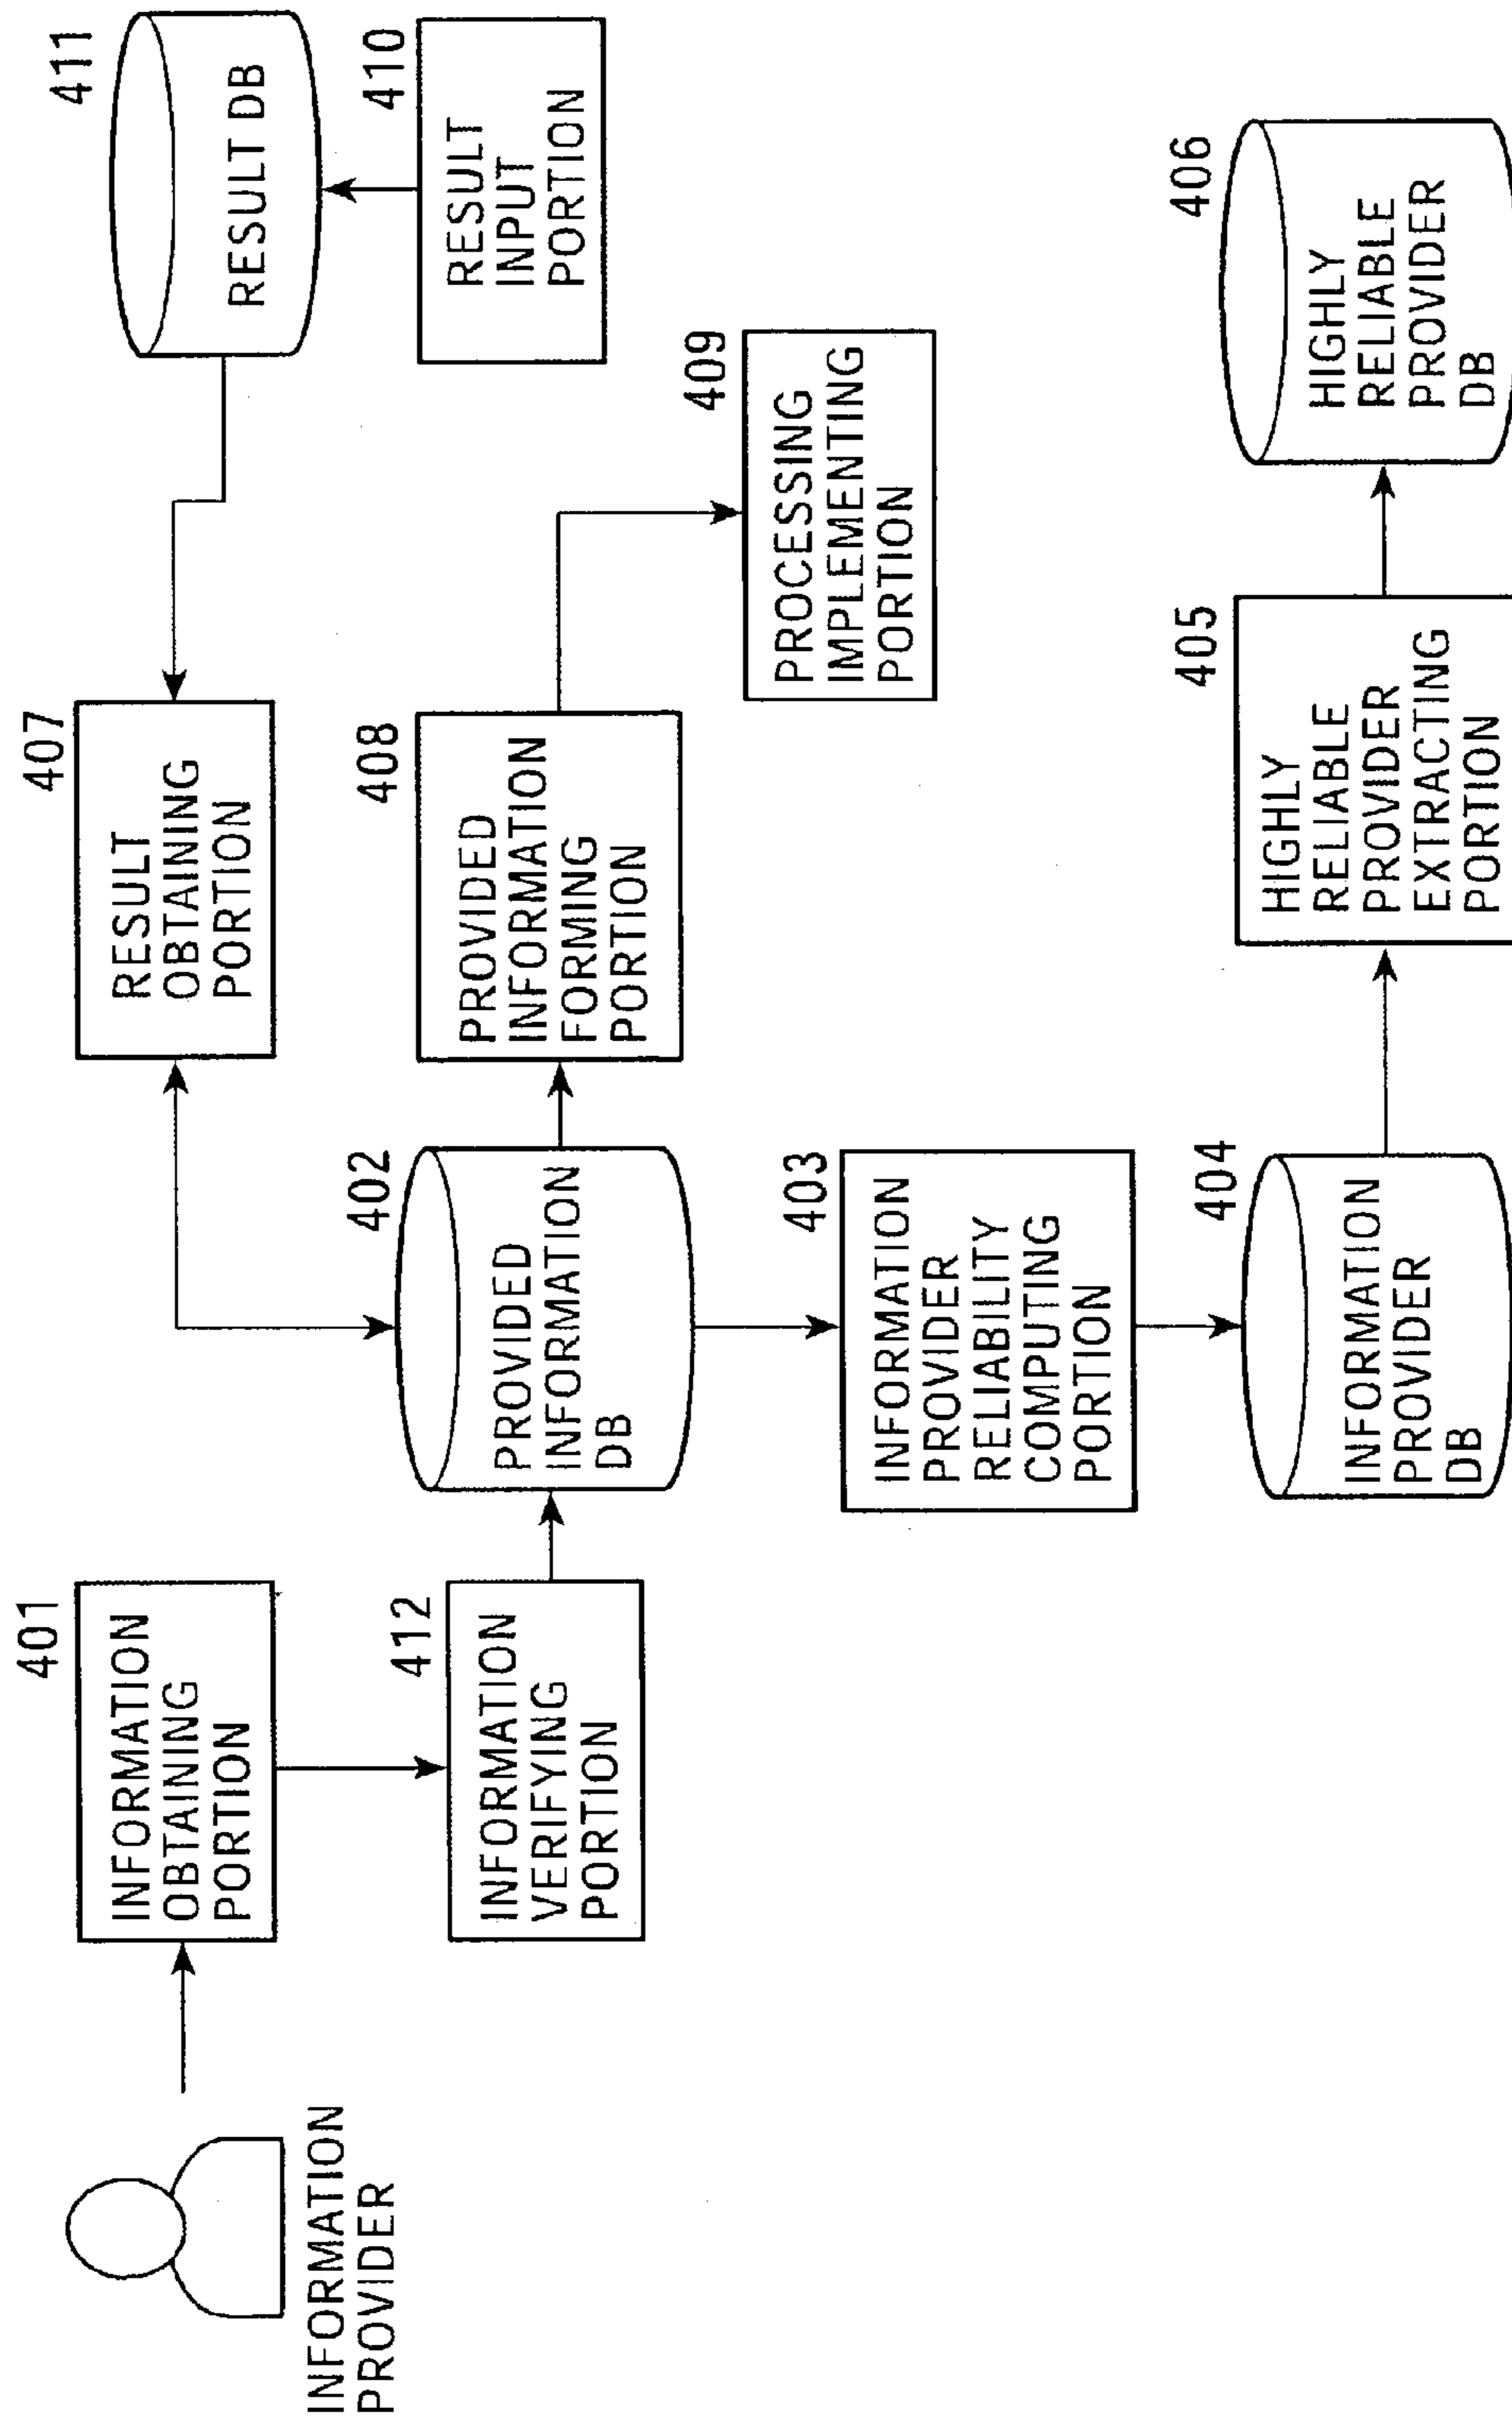 INFORMATION
PROVIDER
401
INFORMATION
OBTAINING
PORTION
412
INFORMATION
VERIFYING
PORTION
402
PROVIDED
INFORMATION
DB
403
INFORMATION
PROVIDER
RELIABILITY
COMPUTING
PORTION
404
INFORMATION
PROVIDER
DB
407
RESULT
OBTAINING
PORTION
408
PROVIDED
INFORMATION
FORMING
PORTION
409
PROCESSING
IMPLEMENTING
PORTION
411
RESULT DB
410
RESULT
INPUT
PORTION
405
HIGHLY
RELIABLE
PROVIDER
EXTRACTING
PORTION
406
HIGHLY
RELIABLE
PROVIDER
DB